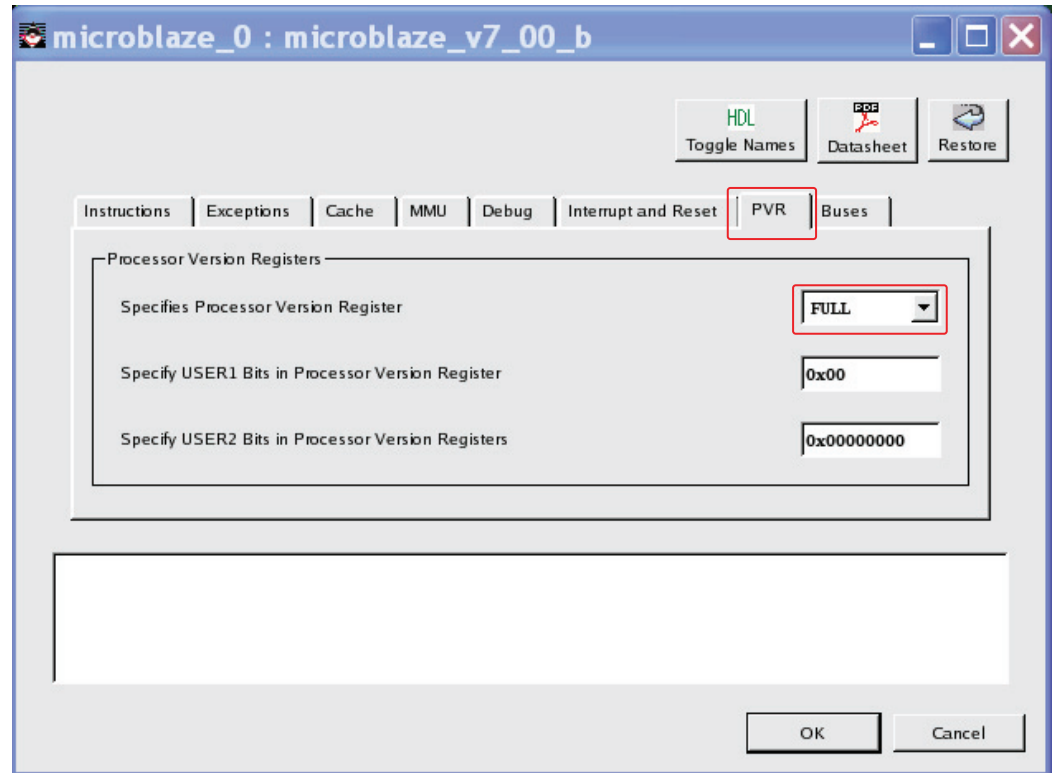 microblaze_0 : microblaze_v7_00_b
HDL PDF
Toggle Names Datasheet Restore
Instructions Exceptions Cache MMU Debug Interrupt and Reset PVR Buses
Processor Version Registers
Specifies Processor Version Register FULL
Specify USER1 Bits in Processor Version Register 0x00
Specify USER2 Bits in Processor Version Registers 0x00000000
OK Cancel